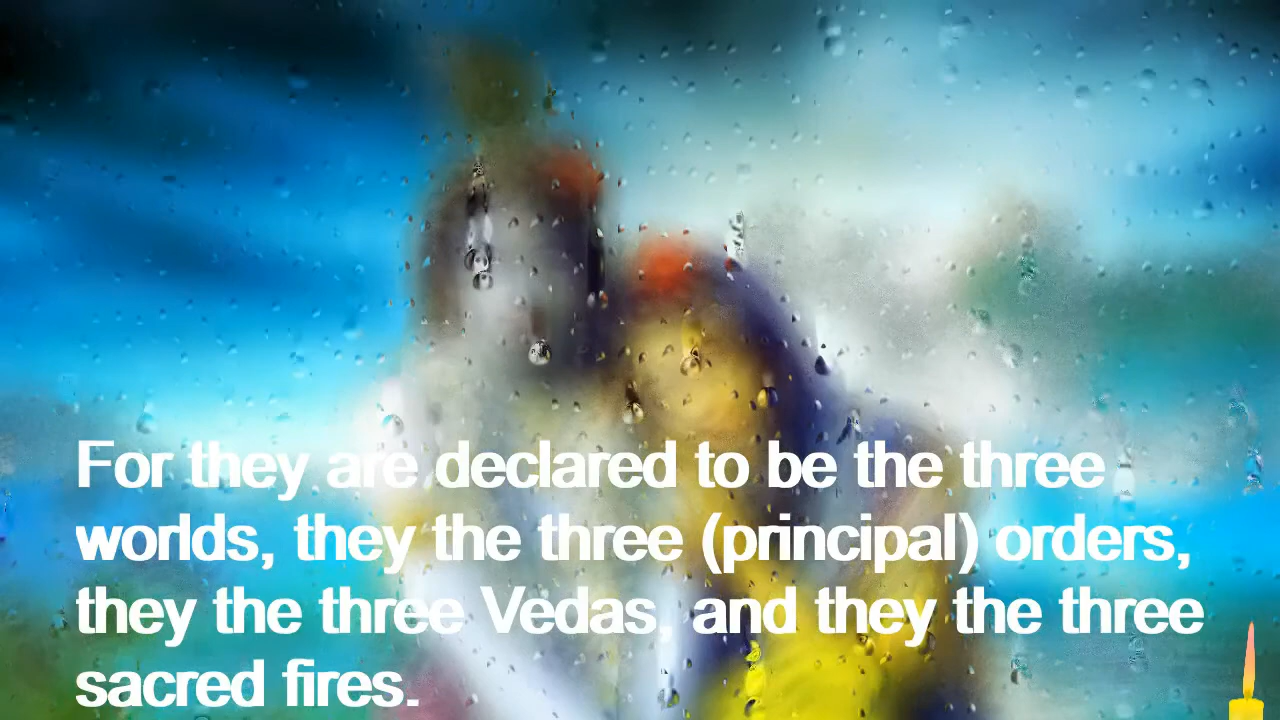 For they are declared to be the three
worlds, they the three (principal) orders,
they the three Vedas, and they the three
sacred fires.